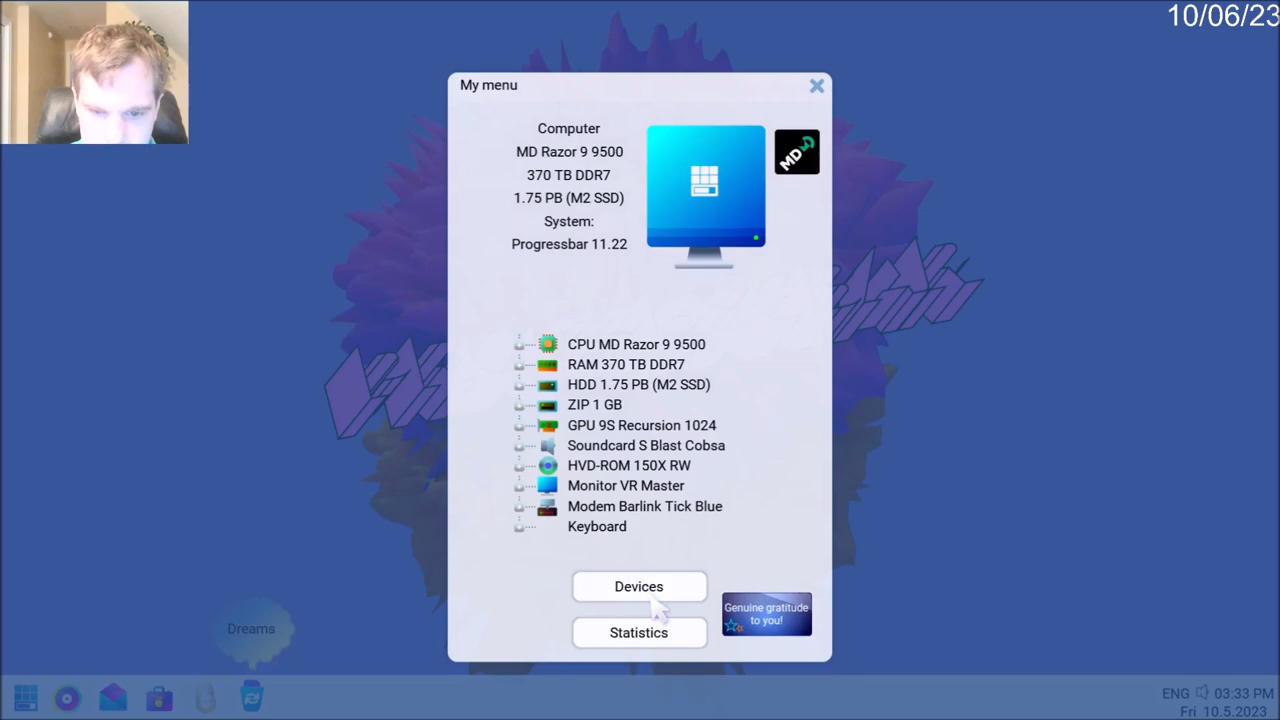 10/06/23
My menu
Computer
MD Razor 9 9500
370 TB DDR7
1.75 PB (M2 SSD)
System:
Progressbar 11.22
MD
CPU MD Razor 9 9500
RAM 370 TB DDR7
HDD 1.75 PB (M2 SSD)
ZIP 1 GB
GPU 9S Recursion 1024
Soundcard S Blast Cobsa
HVD-ROM 150X RW
Monitor VR Master
Modem Barlink Tick Blue
Keyboard
Devices
Statistics
Genuine gratitude
to you!
Dreams
ENG 03:33 PM
Fri 10.5.2023